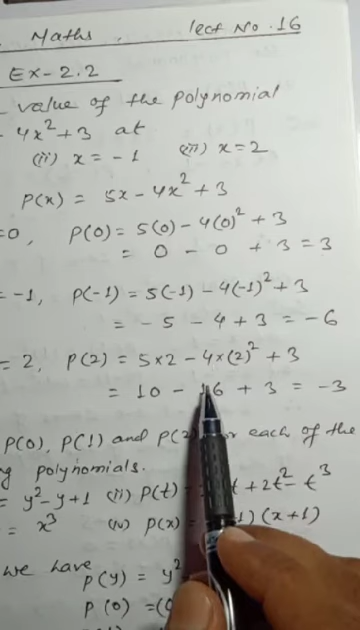 Maths. lect No. 16
Ex-2.2
value of the polynomial
4x²+3 at
(ii) x = -1 (iii) x = 2
P(x) = 5x - 4x² + 3
=0, P(0) = 5(0) - 4(0)² + 3
= 0 - 0 + 3 = 3
= -1, P(-1) = 5(-1) - 4(-1)² + 3
= -5 - 4 + 3 = -6
= 2, P(2) = 5×2 - 4×(2)² + 3
= 10 - 16 + 3 = -3
P(0), P(1) and P(2) for each of the
polynomials.
= y² - y + 1 (ii) P(t) = + 2t² - t³
= x³ (iv) P(x) = 1) (x+1)
we have
P(y) = y²
P(0) = (0